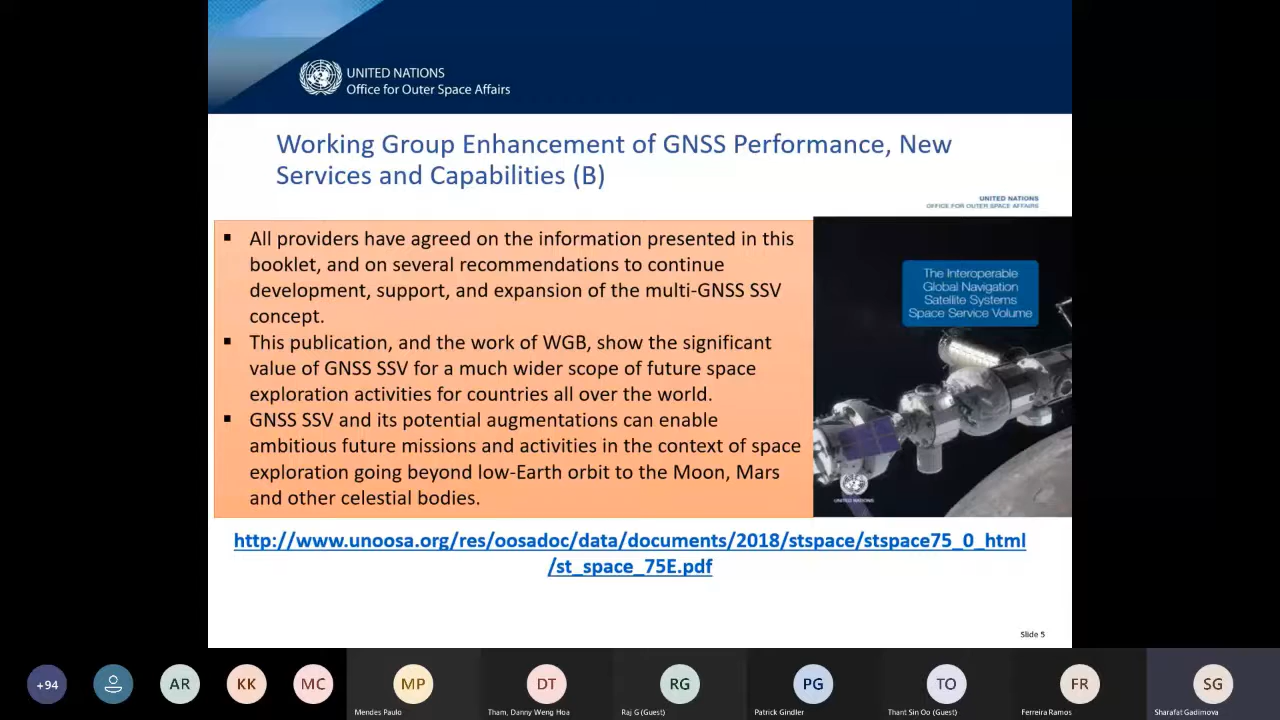 UNITED NATIONS
Office for Outer Space Affairs
Working Group Enhancement of GNSS Performance, New
Services and Capabilities (B)
UNITED NATIONS
OFFICE FOR OUTER SPACE AFFAIRS
▪ All providers have agreed on the information presented in this
booklet, and on several recommendations to continue
development, support, and expansion of the multi-GNSS SSV
concept.
▪ This publication, and the work of WGB, show the significant
value of GNSS SSV for a much wider scope of future space
exploration activities for countries all over the world.
▪ GNSS SSV and its potential augmentations can enable
ambitious future missions and activities in the context of space
exploration going beyond low-Earth orbit to the Moon, Mars
and other celestial bodies.
The Interoperable
Global Navigation
Satellite Systems
Space Service Volume
UNITED NATIONS
http://www.unoosa.org/res/oosadoc/data/documents/2018/stspace/stspace75_0_html
/st_space_75E.pdf
Slide 5
+94
AR
KK
MC
MP
DT
RG
PG
TO
FR
SG
Mendes Paulo
Tham, Danny Weng Hoa
Raj G (Guest)
Patrick Gindler
Thant Sin Oo (Guest)
Ferreira Ramos
Sharafat Gadimova